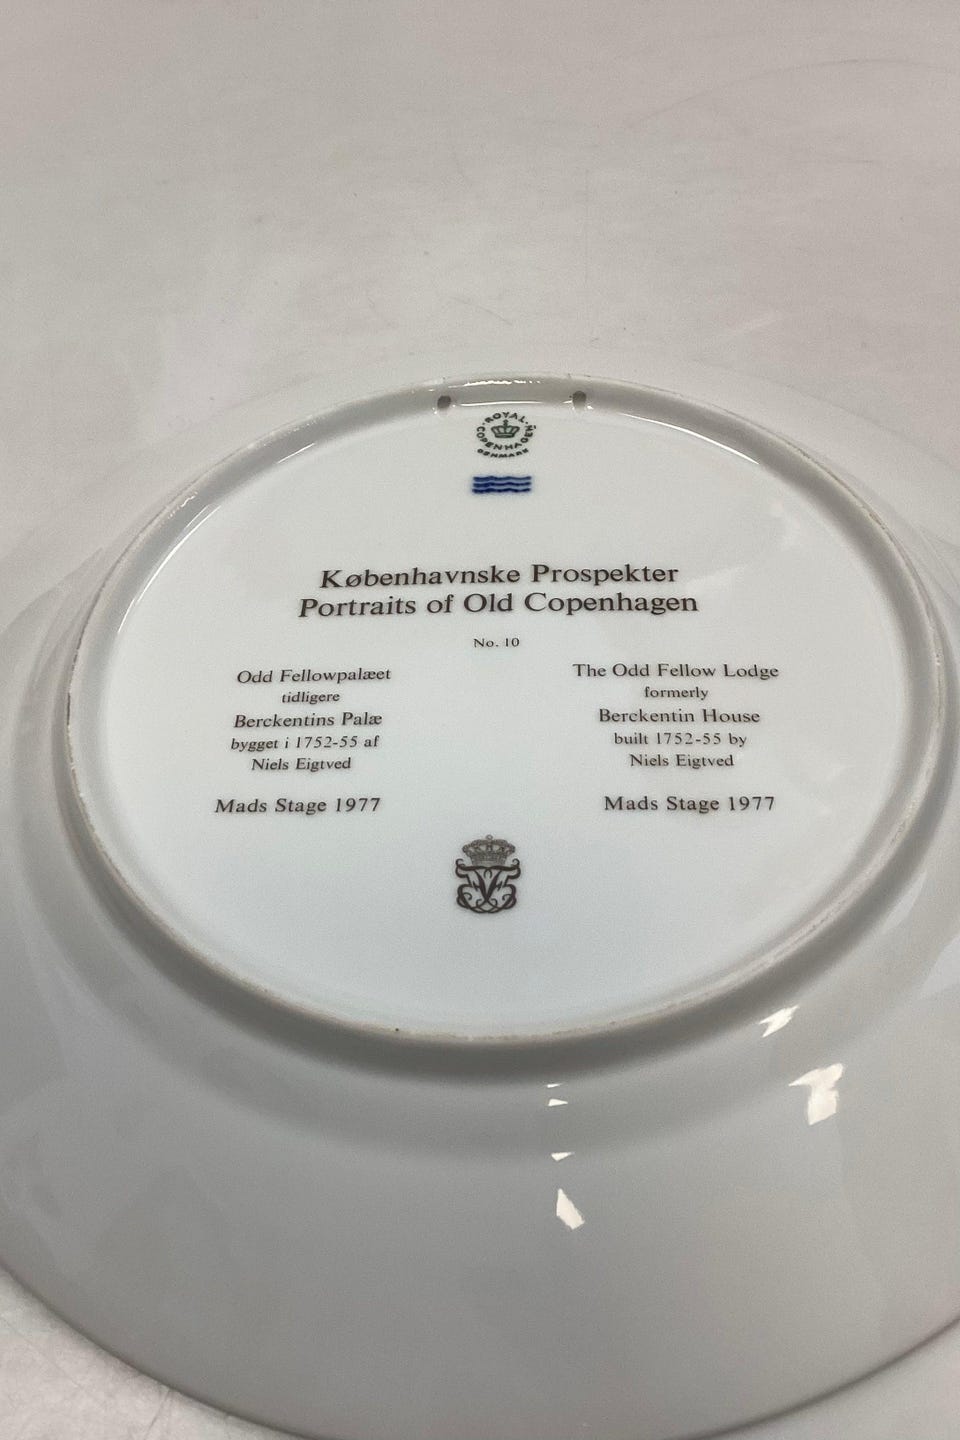 ROYAL
COPENHAGEN
DENMARK
Københavnske Prospekter
Portraits of Old Copenhagen
No. 10
Odd Fellowpalæet
tidligere
Berckentins Palæ
bygget i 1752-55 af
Niels Eigtved
Mads Stage 1977
The Odd Fellow Lodge
formerly
Berckentin House
built 1752-55 by
Niels Eigtved
Mads Stage 1977